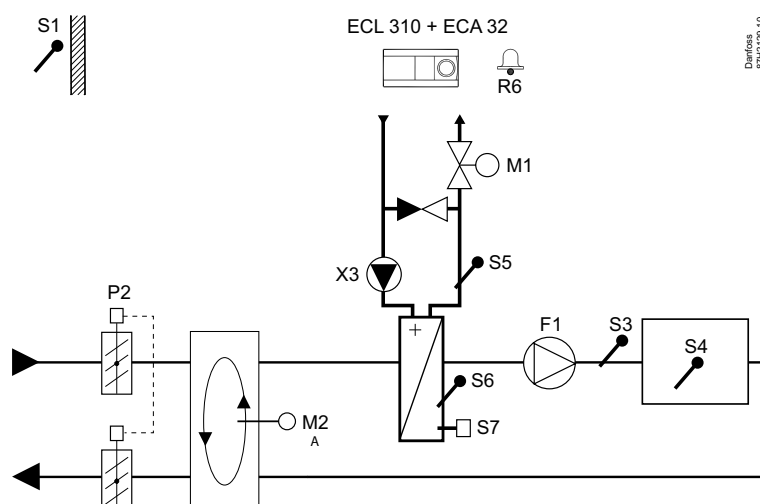 S1
ECL 310 + ECA 32
R6
Danfoss
M1
S5
X3
P2
+
F1
S3
S4
S6
S7
M2
A